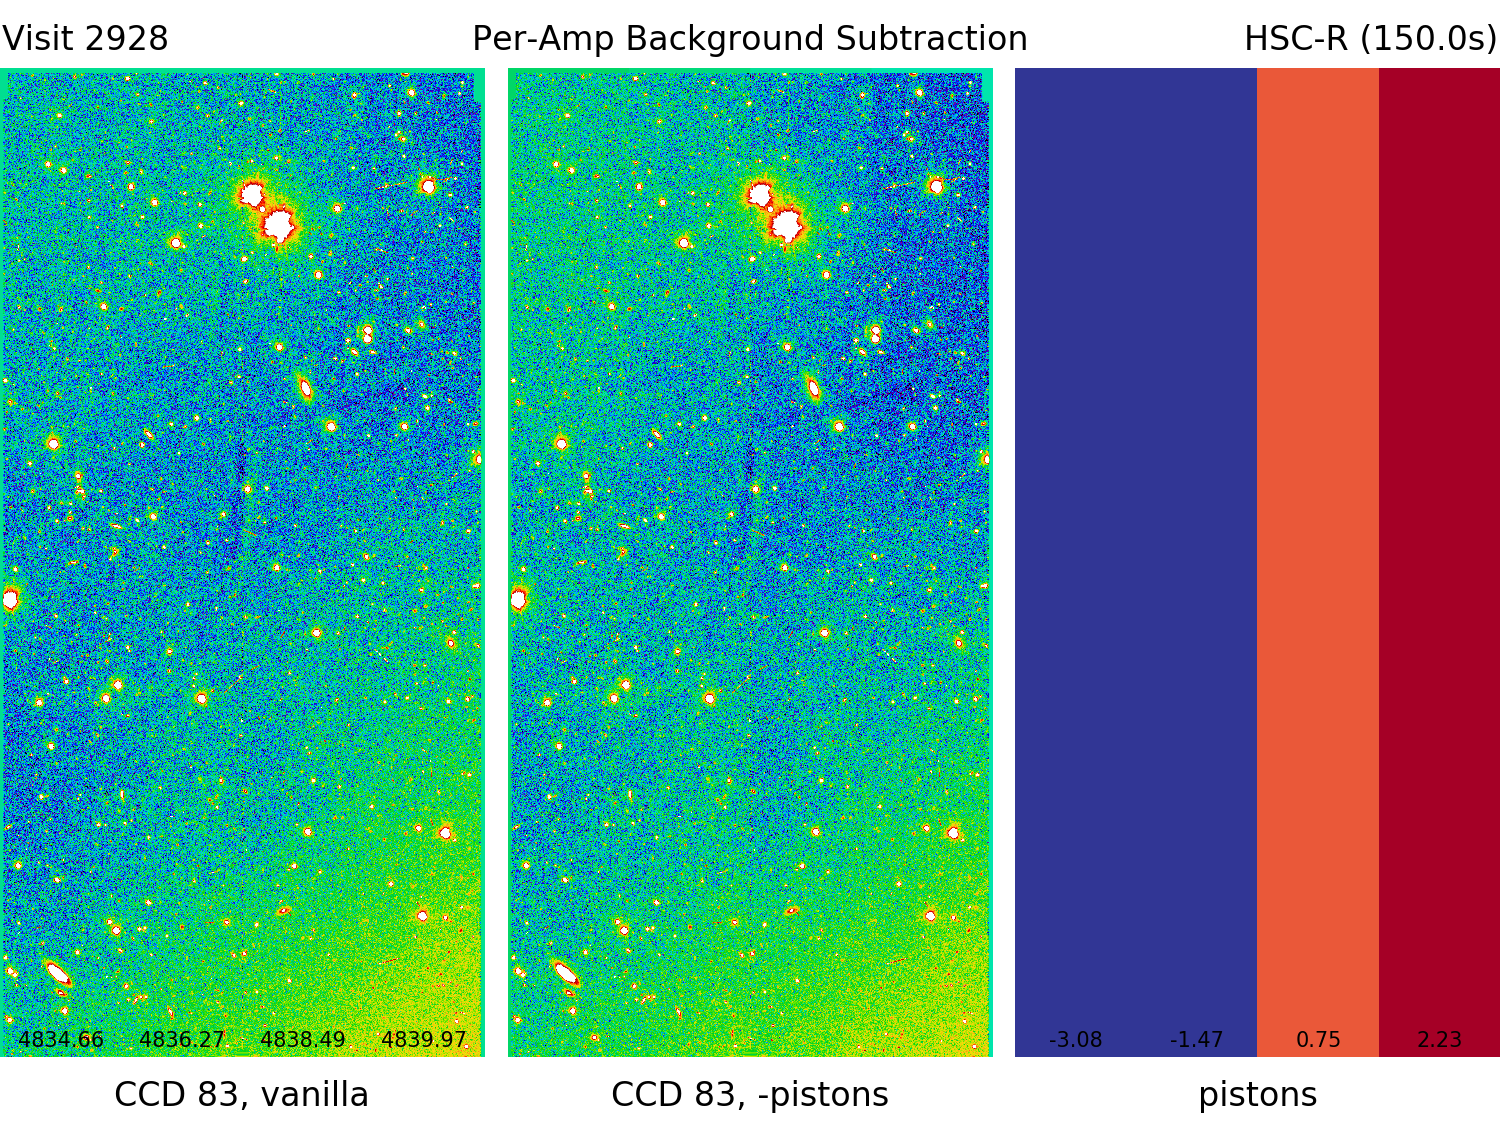 Visit 2928 Per-Amp Background Subtraction HSC-R (150.0s)
4834.66 4836.27 4838.49 4839.97 -3.08 -1.47 0.75 2.23
CCD 83, vanilla CCD 83, -pistons pistons